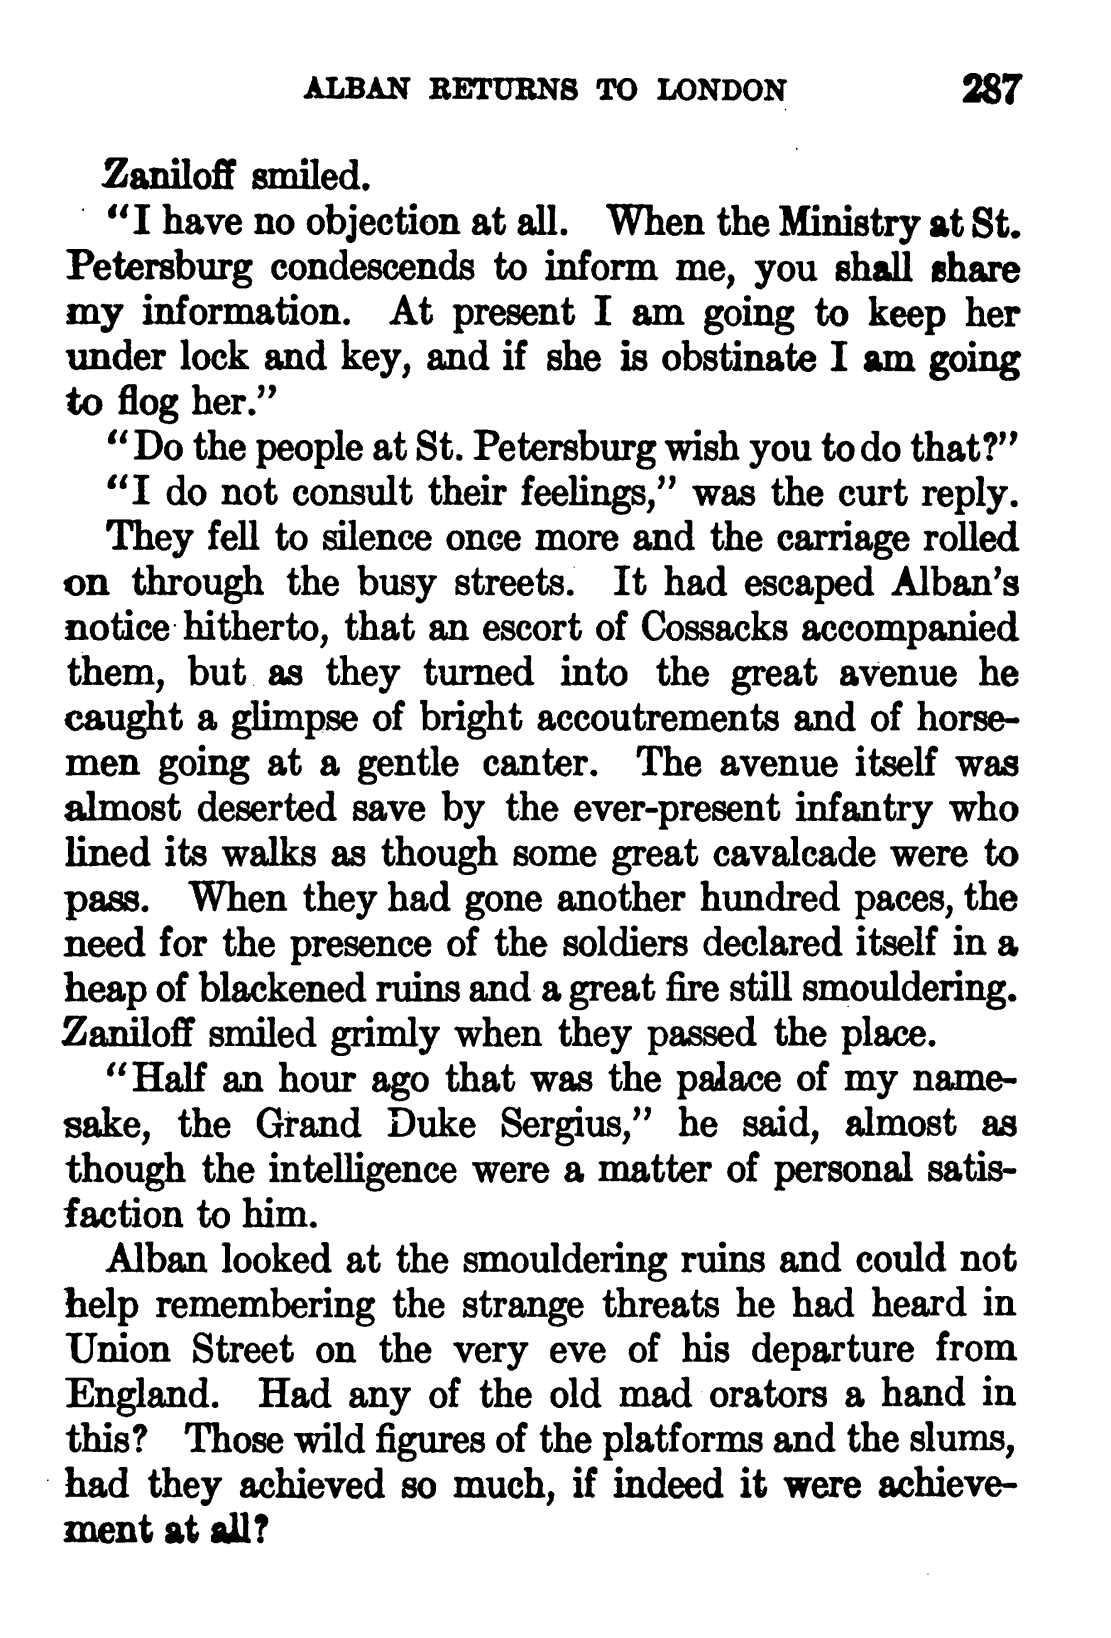 ALBAN RETURNS TO LONDON 287
Zaniloff smiled.
"I have no objection at all. When the Ministry at St.
Petersburg condescends to inform me, you shall share
my information. At present I am going to keep her
under lock and key, and if she is obstinate I am going
to flog her."
"Do the people at St. Petersburg wish you to do that?"
"I do not consult their feelings," was the curt reply.
They fell to silence once more and the carriage rolled
on through the busy streets. It had escaped Alban's
notice hitherto, that an escort of Cossacks accompanied
them, but as they turned into the great avenue he
caught a glimpse of bright accoutrements and of horse-
men going at a gentle canter. The avenue itself was
almost deserted save by the ever-present infantry who
lined its walks as though some great cavalcade were to
pass. When they had gone another hundred paces, the
need for the presence of the soldiers declared itself in a
heap of blackened ruins and a great fire still smouldering.
Zaniloff smiled grimly when they passed the place.
"Half an hour ago that was the palace of my name-
sake, the Grand Duke Sergius," he said, almost as
though the intelligence were a matter of personal satis-
faction to him.
Alban looked at the smouldering ruins and could not
help remembering the strange threats he had heard in
Union Street on the very eve of his departure from
England. Had any of the old mad orators a hand in
this? Those wild figures of the platforms and the slums,
had they achieved so much, if indeed it were achieve-
ment at all?